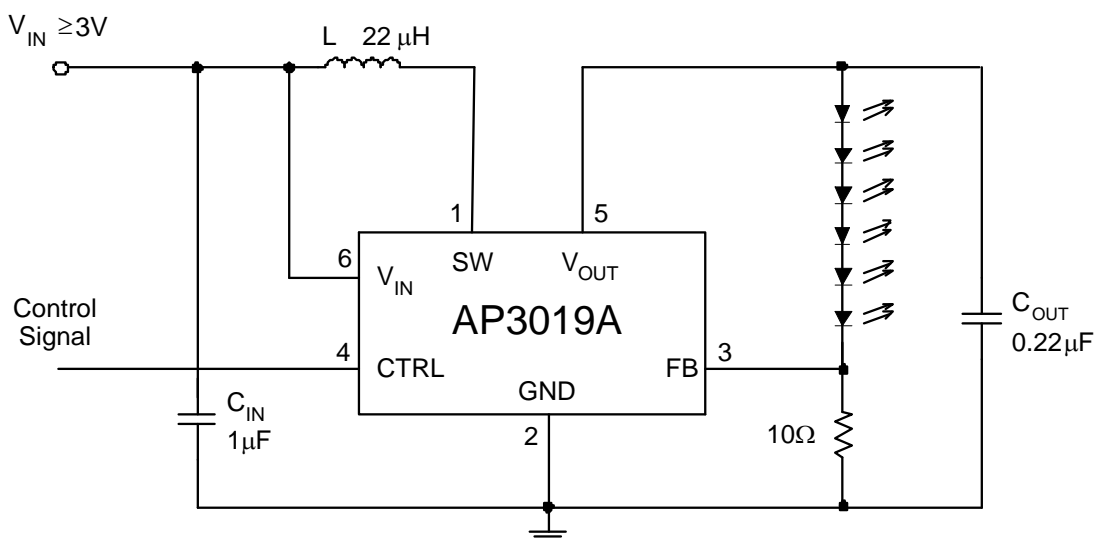 V_IN ≥3V
L 22 μH
1
5
6
SW
V_OUT
V_IN
AP3019A
Control
Signal
4
CTRL
FB
3
GND
2
C_IN
1μF
10Ω
C_OUT
0.22μF